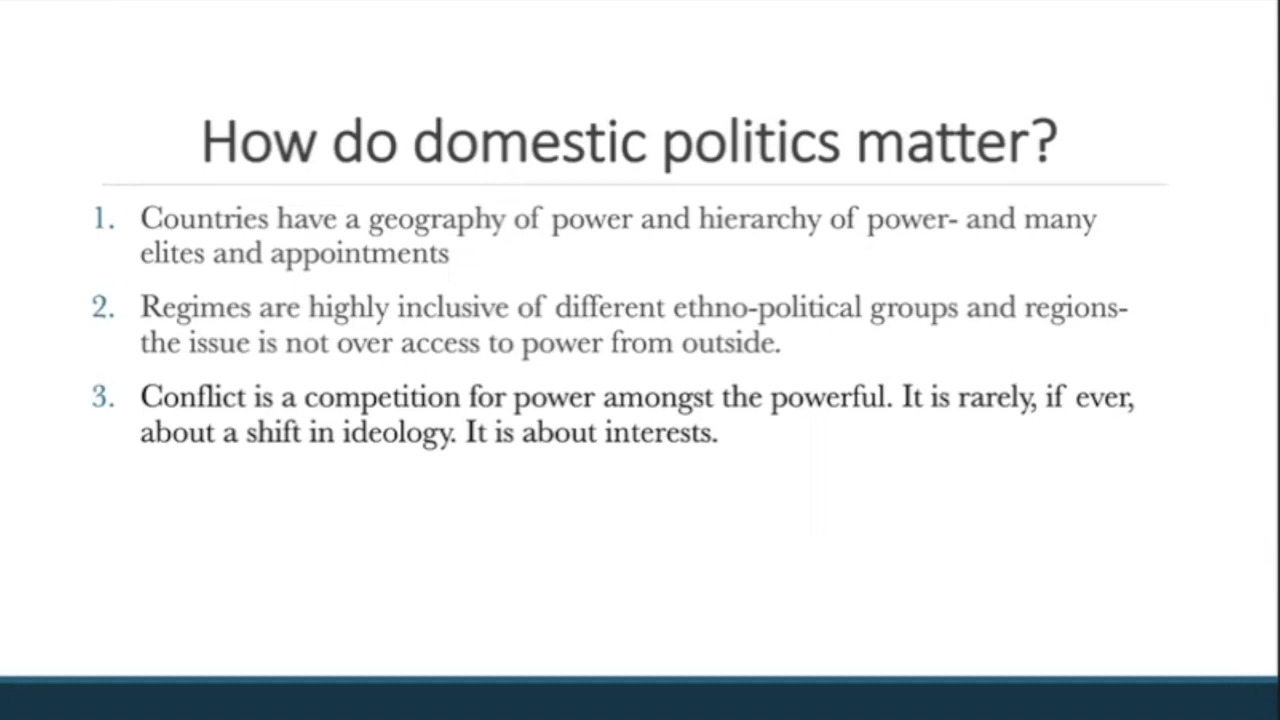 How do domestic politics matter?
1. Countries have a geography of power and hierarchy of power- and many
elites and appointments
2. Regimes are highly inclusive of different ethno-political groups and regions-
the issue is not over access to power from outside.
3. Conflict is a competition for power amongst the powerful. It is rarely, if ever,
about a shift in ideology. It is about interests.